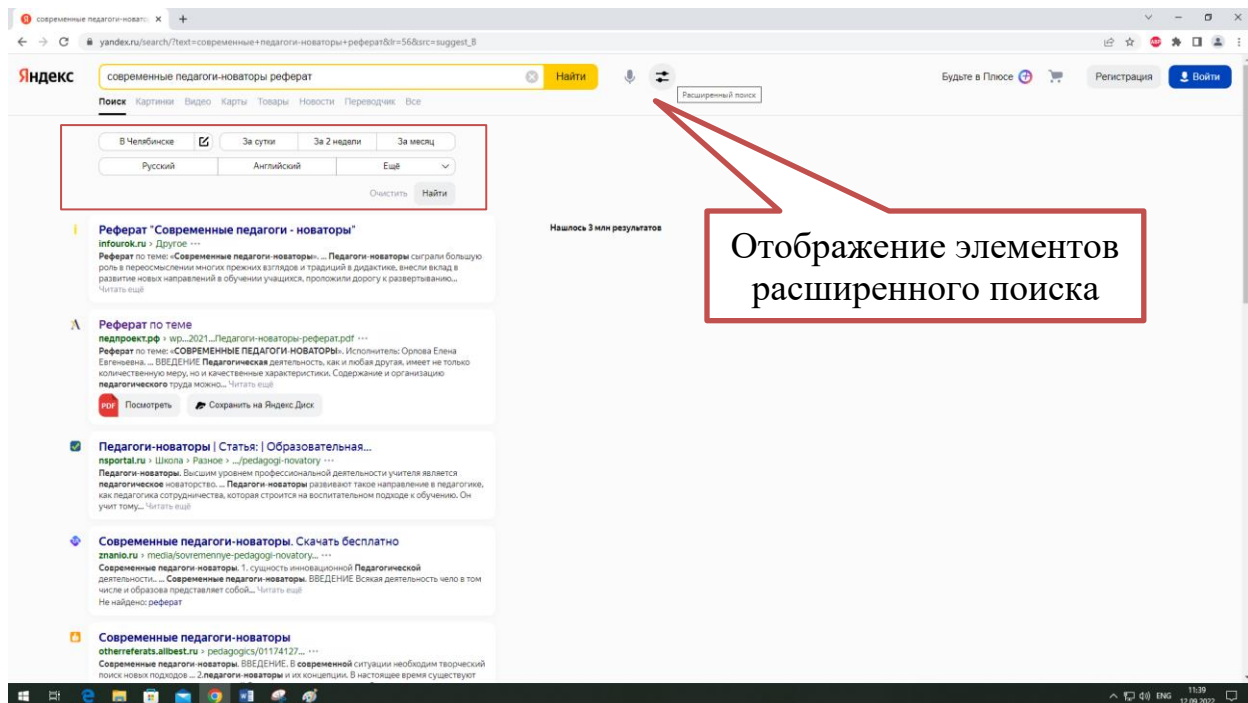 современные педагоги-новато
yandex.ru/search/?text=современные+педагоги-новаторы+реферат&lr=56&src=suggest_8
Яндекс
современные педагоги-новаторы реферат
Найти
Расширенный поиск
Будьте в Плюсе
Регистрация
Войти
Поиск Картинки Видео Карты Товары Новости Переводчик Все
В Челябинске За сутки За 2 недели За месяц
Русский Английский Ещё
Очистить Найти
Реферат "Современные педагоги - новаторы"
infourok.ru › Другое ···
Реферат по теме: «Современные педагоги-новаторы». ... Педагоги-новаторы сыграли большую
роль в переосмыслении многих прежних взглядов и традиций в дидактике, внесли вклад в
развитие новых направлений в обучении учащихся, проложили дорогу к развертыванию...
Читать ещё
Нашлось 3 млн результатов
Отображение элементов
расширенного поиска
Реферат по теме
педпроект.рф › wp...2021...Педагоги-новаторы-реферат.pdf ···
Реферат по теме: «СОВРЕМЕННЫЕ ПЕДАГОГИ-НОВАТОРЫ». Исполнитель: Орлова Елена
Евгеньевна. ... ВВЕДЕНИЕ Педагогическая деятельность, как и любая другая, имеет не только
количественную меру, но и качественные характеристики. Содержание и организацию
педагогического труда можно... Читать ещё
PDF Посмотреть Сохранить на Яндекс.Диск
Педагоги-новаторы | Статья: | Образовательная...
nsportal.ru › Школа › Разное › .../pedagogi-novatory ···
Педагоги-новаторы. Высшим уровнем профессиональной деятельности учителя является
педагогическое новаторство. ... Педагоги-новаторы развивают такое направление в педагогике,
как педагогика сотрудничества, которая строится на воспитательном подходе к обучению. Он
учит тому... Читать ещё
Современные педагоги-новаторы. Скачать бесплатно
znanio.ru › media/sovremennye-pedagogi-novatory... ···
Современные педагоги-новаторы. 1. сущность инновационной Педагогической
деятельности.. ... Современные педагоги-новаторы. ВВЕДЕНИЕ Всякая деятельность чело в том
числе и образова представляет собой... Читать ещё
Не найдено: реферат
Современные педагоги-новаторы
otherreferats.allbest.ru › pedagogics/01174127... ···
Современные педагоги-новаторы. ВВЕДЕНИЕ. В современной ситуации необходим творческий
поиск новых подходов ... 2.педагоги-новаторы и их концепции. В настоящее время существуют
ENG
11:39
12.09.2022